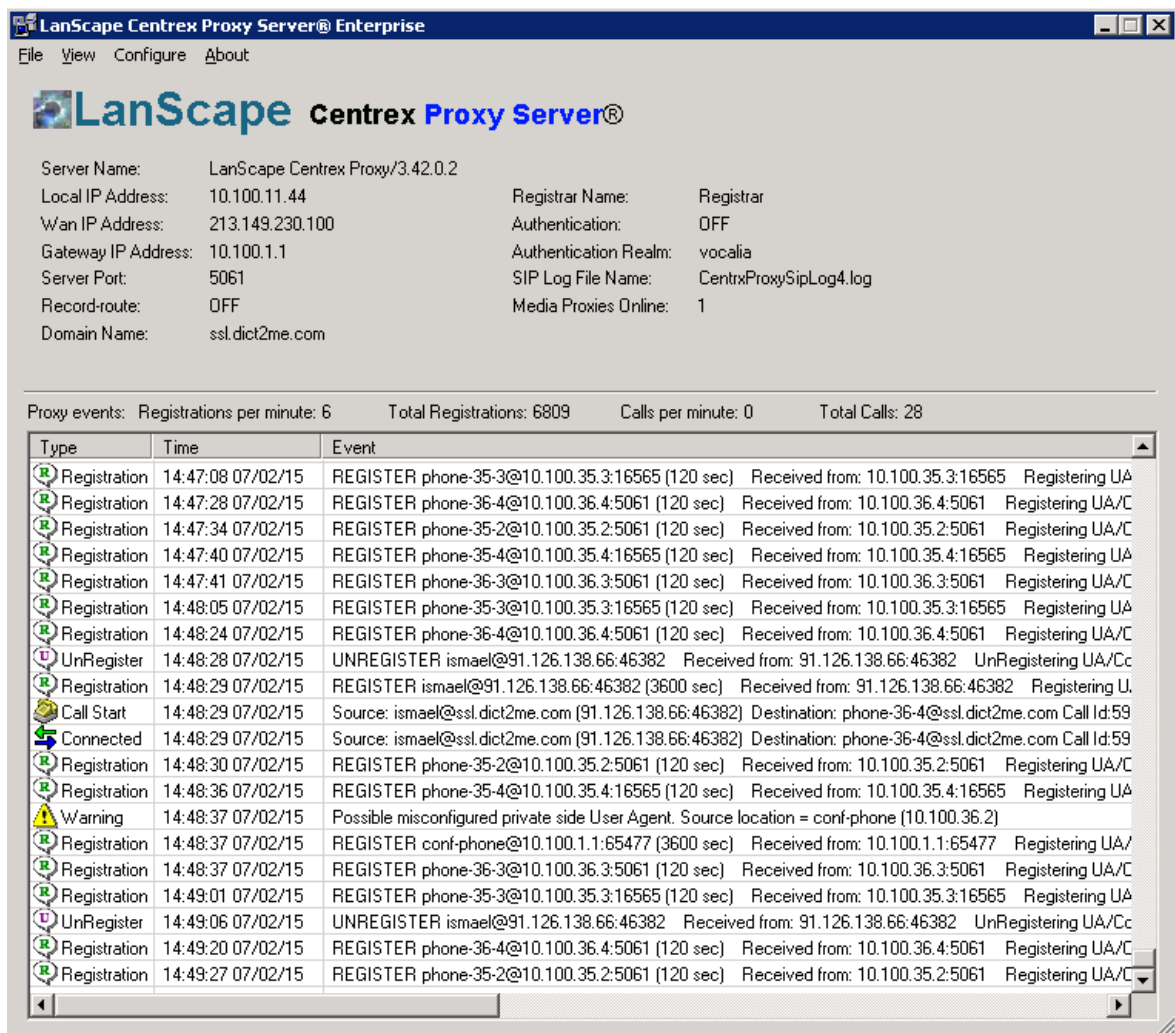 LanScape Centrex Proxy Server® Enterprise
File View Configure About
LanScape Centrex Proxy Server®
Server Name: LanScape Centrex Proxy/3.42.0.2
Local IP Address: 10.100.11.44 Registrar Name: Registrar
Wan IP Address: 213.149.230.100 Authentication: OFF
Gateway IP Address: 10.100.1.1 Authentication Realm: vocalia
Server Port: 5061 SIP Log File Name: CentrxProxySipLog4.log
Record-route: OFF Media Proxies Online: 1
Domain Name: ssl.dict2me.com
Proxy events: Registrations per minute: 6 Total Registrations: 6809 Calls per minute: 0 Total Calls: 28
Type Time Event
R Registration 14:47:08 07/02/15 REGISTER phone-35-3@10.100.35.3:16565 (120 sec) Received from: 10.100.35.3:16565 Registering UA
R Registration 14:47:28 07/02/15 REGISTER phone-36-4@10.100.36.4:5061 (120 sec) Received from: 10.100.36.4:5061 Registering UA/C
R Registration 14:47:34 07/02/15 REGISTER phone-35-2@10.100.35.2:5061 (120 sec) Received from: 10.100.35.2:5061 Registering UA/C
R Registration 14:47:40 07/02/15 REGISTER phone-35-4@10.100.35.4:16565 (120 sec) Received from: 10.100.35.4:16565 Registering UA
R Registration 14:47:41 07/02/15 REGISTER phone-36-3@10.100.36.3:5061 (120 sec) Received from: 10.100.36.3:5061 Registering UA/C
R Registration 14:48:05 07/02/15 REGISTER phone-35-3@10.100.35.3:16565 (120 sec) Received from: 10.100.35.3:16565 Registering UA
R Registration 14:48:24 07/02/15 REGISTER phone-36-4@10.100.36.4:5061 (120 sec) Received from: 10.100.36.4:5061 Registering UA/C
U UnRegister 14:48:28 07/02/15 UNREGISTER ismael@91.126.138.66:46382 Received from: 91.126.138.66:46382 UnRegistering UA/Co
R Registration 14:48:29 07/02/15 REGISTER ismael@91.126.138.66:46382 (3600 sec) Received from: 91.126.138.66:46382 Registering U
Call Start 14:48:29 07/02/15 Source: ismael@ssl.dict2me.com (91.126.138.66:46382) Destination: phone-36-4@ssl.dict2me.com Call Id:59
Connected 14:48:29 07/02/15 Source: ismael@ssl.dict2me.com (91.126.138.66:46382) Destination: phone-36-4@ssl.dict2me.com Call Id:59
R Registration 14:48:30 07/02/15 REGISTER phone-35-2@10.100.35.2:5061 (120 sec) Received from: 10.100.35.2:5061 Registering UA/C
R Registration 14:48:36 07/02/15 REGISTER phone-35-4@10.100.35.4:16565 (120 sec) Received from: 10.100.35.4:16565 Registering UA
Warning 14:48:37 07/02/15 Possible misconfigured private side User Agent. Source location = conf-phone (10.100.36.2)
R Registration 14:48:37 07/02/15 REGISTER conf-phone@10.100.1.1:65477 (3600 sec) Received from: 10.100.1.1:65477 Registering UA/
R Registration 14:48:37 07/02/15 REGISTER phone-36-3@10.100.36.3:5061 (120 sec) Received from: 10.100.36.3:5061 Registering UA/C
R Registration 14:49:01 07/02/15 REGISTER phone-35-3@10.100.35.3:16565 (120 sec) Received from: 10.100.35.3:16565 Registering UA
U UnRegister 14:49:06 07/02/15 UNREGISTER ismael@91.126.138.66:46382 Received from: 91.126.138.66:46382 UnRegistering UA/Co
R Registration 14:49:20 07/02/15 REGISTER phone-36-4@10.100.36.4:5061 (120 sec) Received from: 10.100.36.4:5061 Registering UA/C
R Registration 14:49:27 07/02/15 REGISTER phone-35-2@10.100.35.2:5061 (120 sec) Received from: 10.100.35.2:5061 Registering UA/C